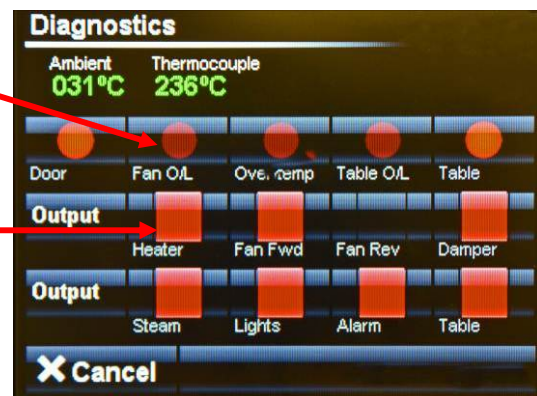 Diagnostics
Ambient Thermocouple
031°C 236°C
Door Fan O/L Over temp Table O/L Table
Output
Heater Fan Fwd Fan Rev Damper
Output
Steam Lights Alarm Table
Cancel